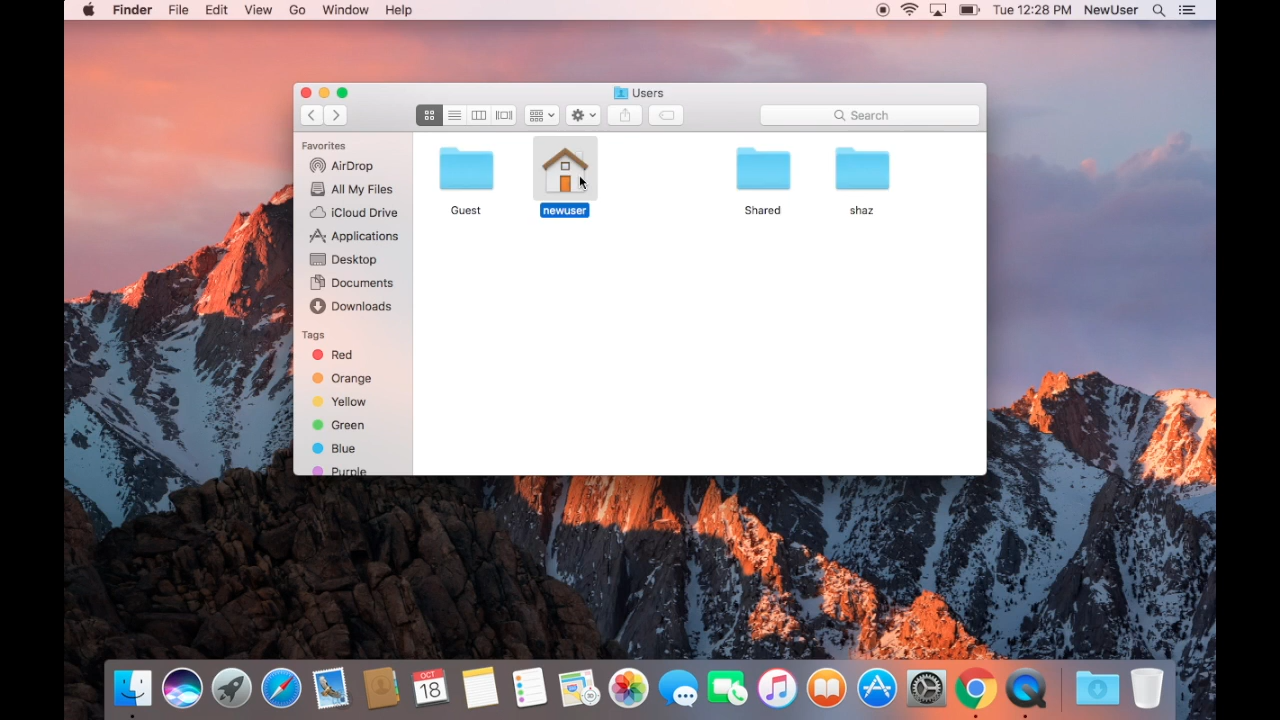 Finder File Edit View Go Window Help Tue 12:28 PM NewUser
Users
Search
Favorites
AirDrop
All My Files
iCloud Drive
Applications
Desktop
Documents
Downloads
Tags
Red
Orange
Yellow
Green
Blue
Purple
Guest newuser Shared shaz
OCT
18
30